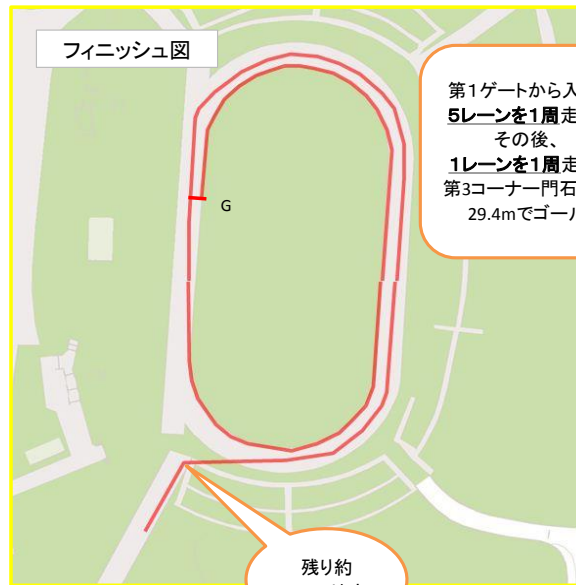 フィニッシュ図
第1ゲートから入
5レーンを1周走
その後、
1レーンを1周走
第3コーナー門石
29.4mでゴール
G
残り約